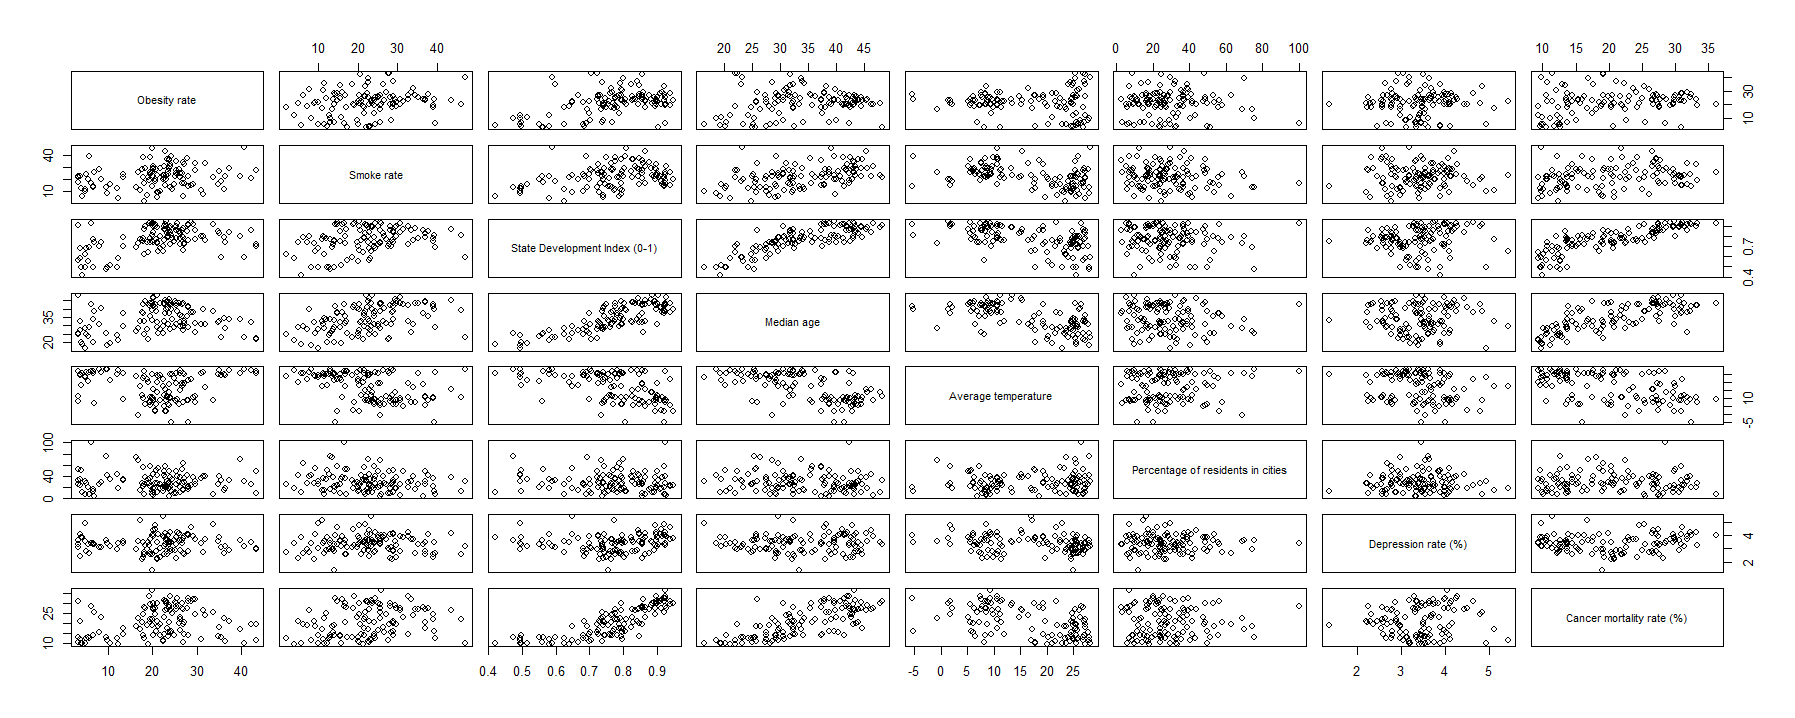 10 20 30 40 20 25 30 35 40 45 0 20 40 60 80 100 10 15 20 25 30 35
Obesity rate 10 30
10 40 Smoke rate
State Development Index (0-1) 0.4 0.7
20 35 Median age
Average temperature -5 10
0 40 100 Percentage of residents in cities
Depression rate (%) 2 4
10 25 Cancer mortality rate (%)
10 20 30 40 0.4 0.5 0.6 0.7 0.8 0.9 -5 0 5 10 15 20 25 2 3 4 5